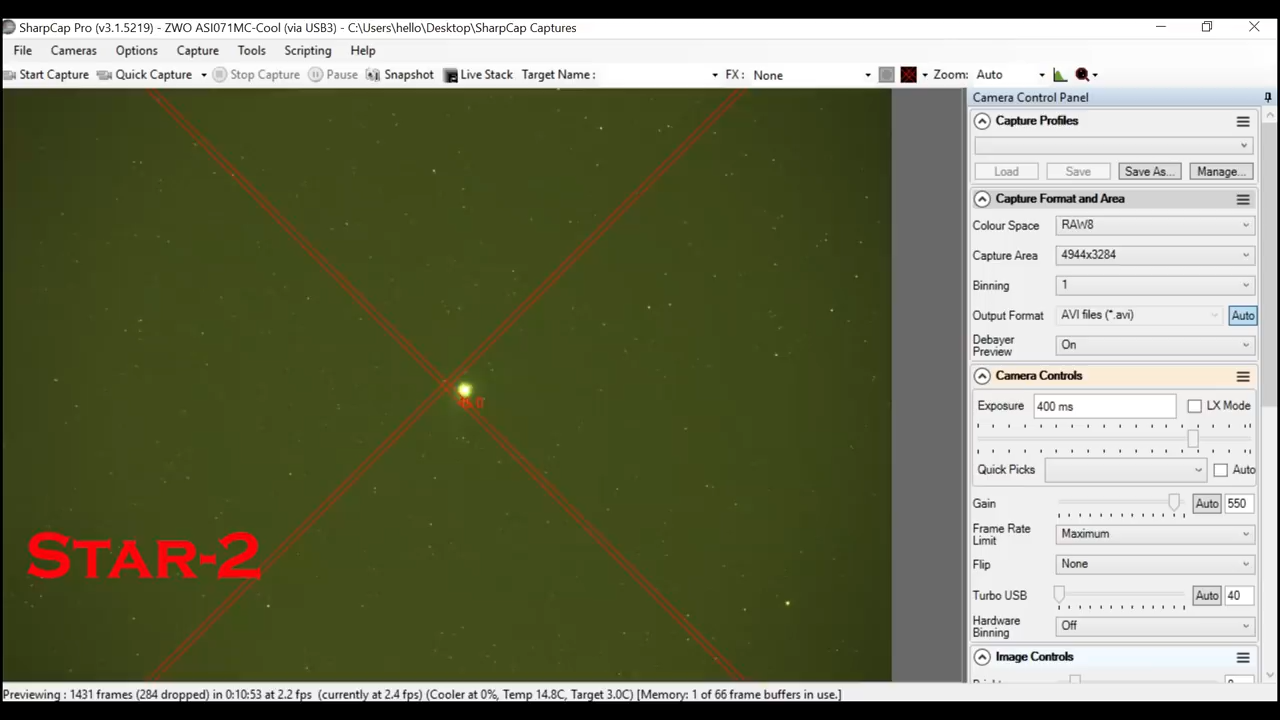 SharpCap Pro (v3.1.5219) - ZWO ASI071MC-Cool (via USB3) - C:\Users\hello\Desktop\SharpCap Captures
File Cameras Options Capture Tools Scripting Help
Start Capture Quick Capture Stop Capture Pause Snapshot Live Stack Target Name : FX : None Zoom: Auto
Camera Control Panel
Capture Profiles
Load Save Save As... Manage...
Capture Format and Area
Colour Space RAW8
Capture Area 4944x3284
Binning 1
Output Format AVI files (*.avi) Auto
Debayer Preview On
Camera Controls
Exposure 400 ms LX Mode
Quick Picks Auto
Gain Auto 550
Frame Rate Limit Maximum
Flip None
Turbo USB Auto 40
Hardware Binning Off
Image Controls
STAR-2
Previewing : 1431 frames (284 dropped) in 0:10:53 at 2.2 fps (currently at 2.4 fps) (Cooler at 0%, Temp 14.8C, Target 3.0C) [Memory: 1 of 66 frame buffers in use.]